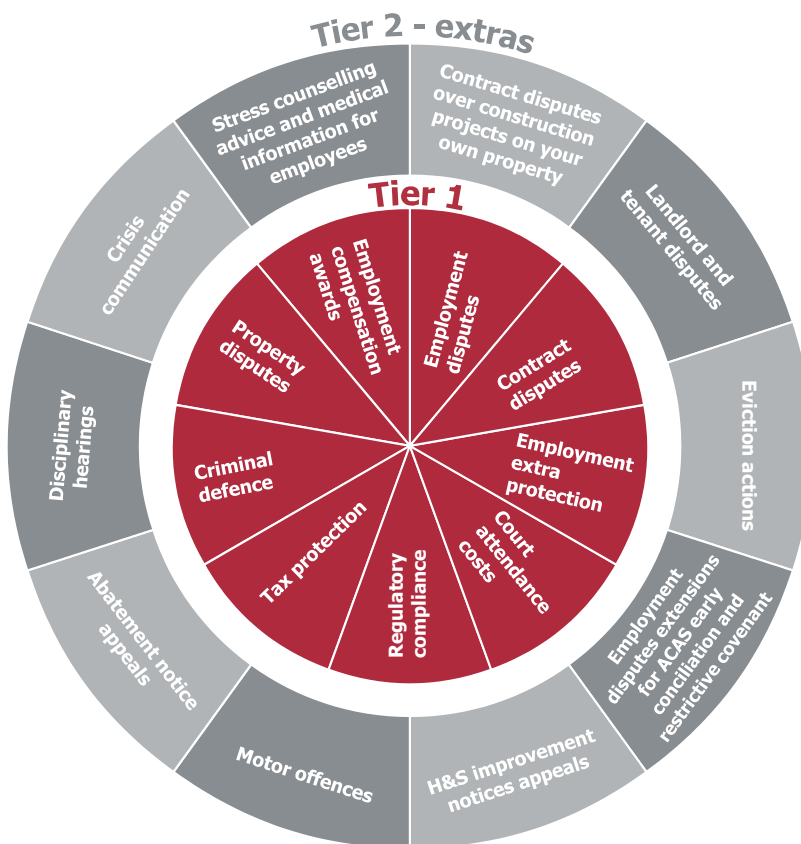 Tier 2 - extras
Contract disputes
over construction
projects on your
own property
Landlord and
tenant disputes
Eviction actions
Employment
disputes extensions
for ACAS early
conciliation and
restrictive covenant
H&S improvement
notices appeals
Motor offences
Abatement notice
appeals
Disciplinary
hearings
Crisis
communication
Stress counselling
advice and medical
information for
employees
Tier 1
Employment
disputes
Contract
disputes
Employment
extra
protection
Court
attendance
costs
Regulatory
compliance
Tax protection
Criminal
defence
Property
disputes
Employment
compensation
awards